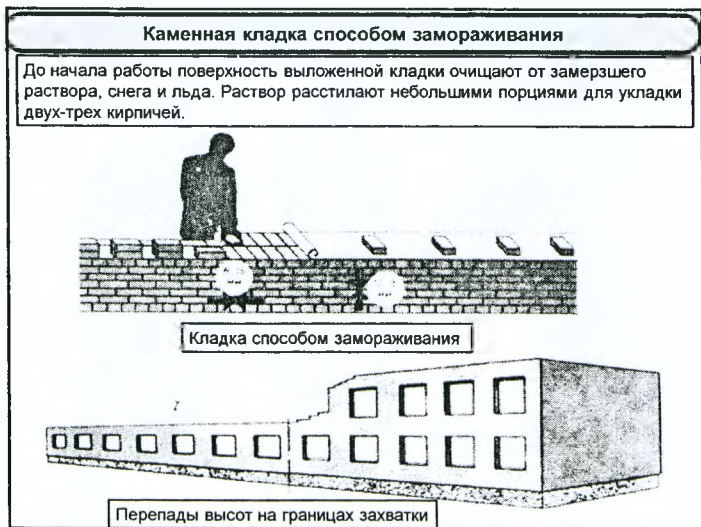 Каменная кладка способом замораживания
До начала работы поверхность выложенной кладки очищают от замерзшего
раствора, снега и льда. Раствор расстилают небольшими порциями для укладки
двух-трех кирпичей.
Кладка способом замораживания
Перепады высот на границах захватки